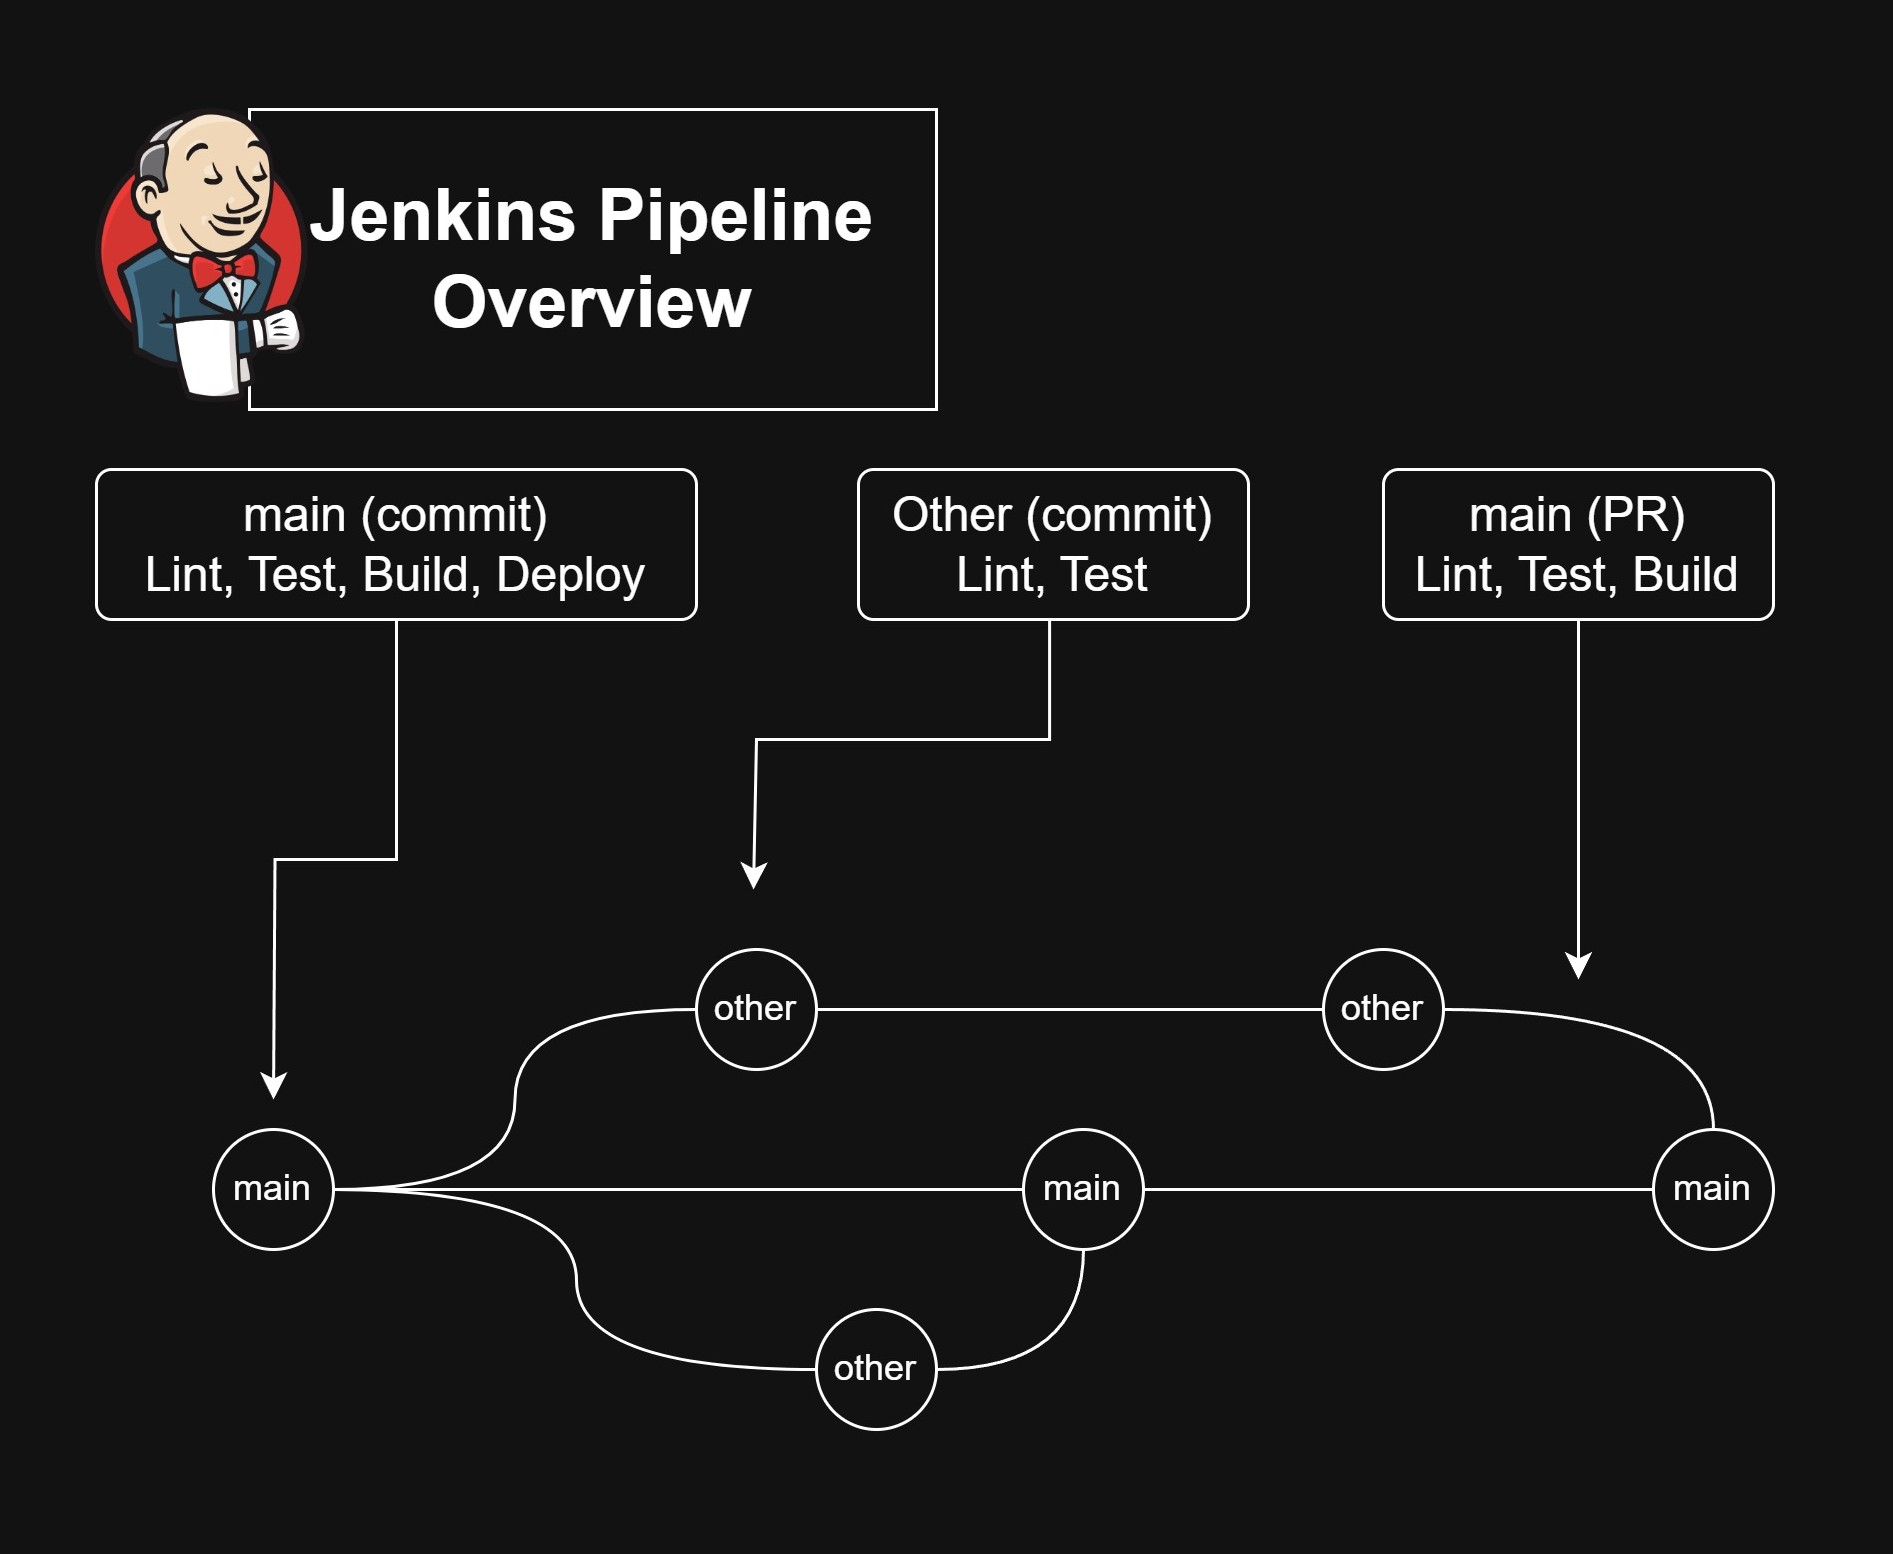 Jenkins Pipeline
Overview
main (commit)
Lint, Test, Build, Deploy
Other (commit)
Lint, Test
main (PR)
Lint, Test, Build
other
other
main
main
main
other